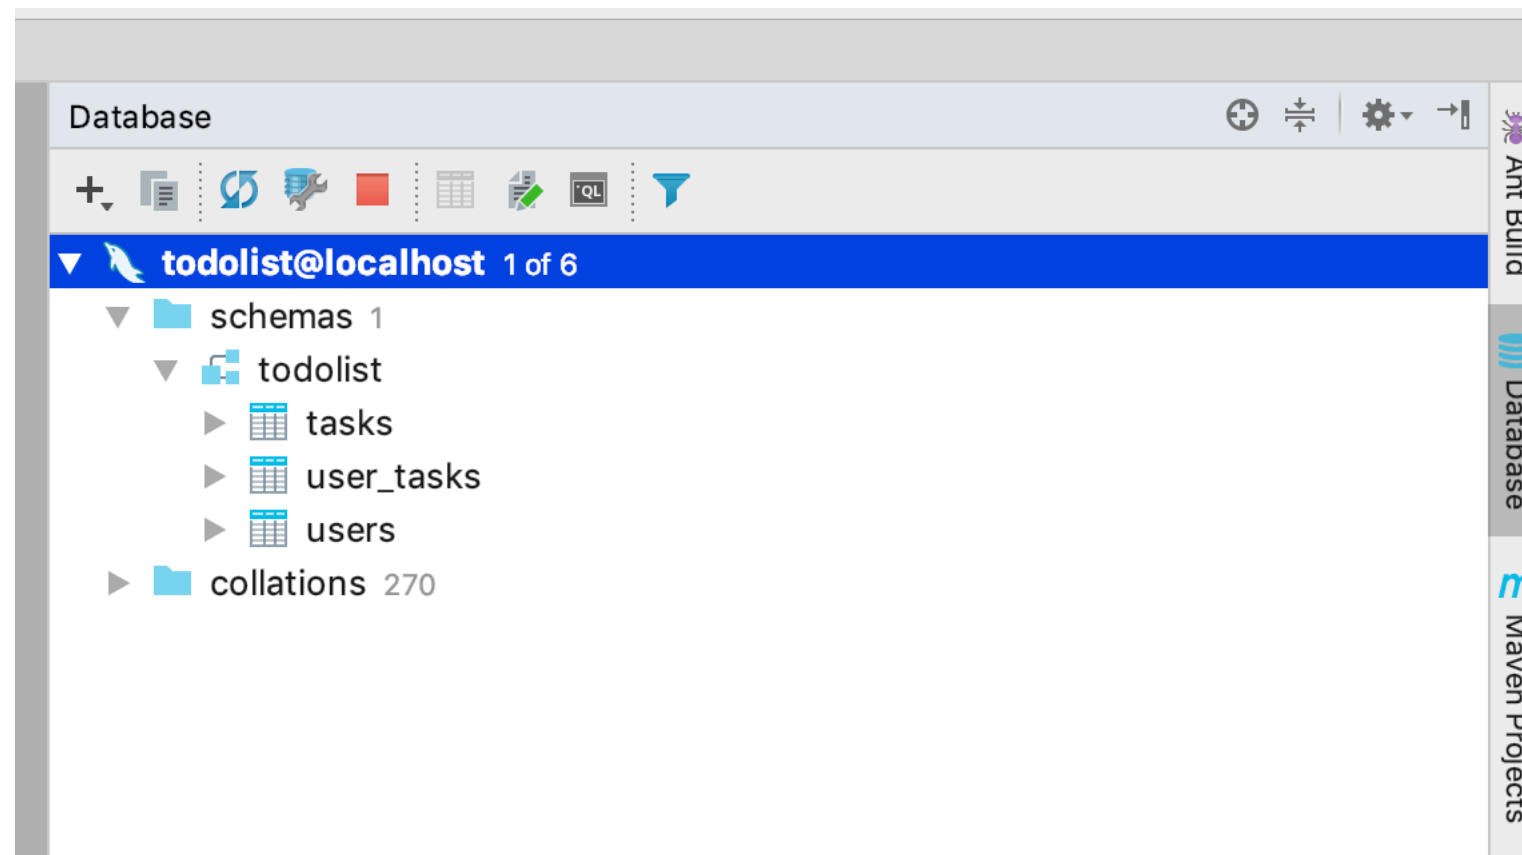 Database
QL
todolist@localhost 1 of 6
schemas 1
todolist
tasks
user_tasks
users
collations 270
Ant Build
Database
Maven Projects